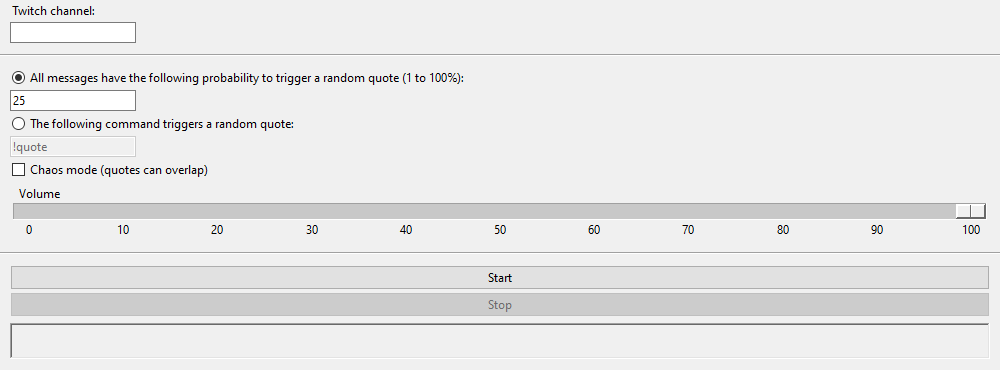 Twitch channel:
All messages have the following probability to trigger a random quote (1 to 100%):
25
The following command triggers a random quote:
!quote
Chaos mode (quotes can overlap)
Volume
0 10 20 30 40 50 60 70 80 90 100
Start
Stop